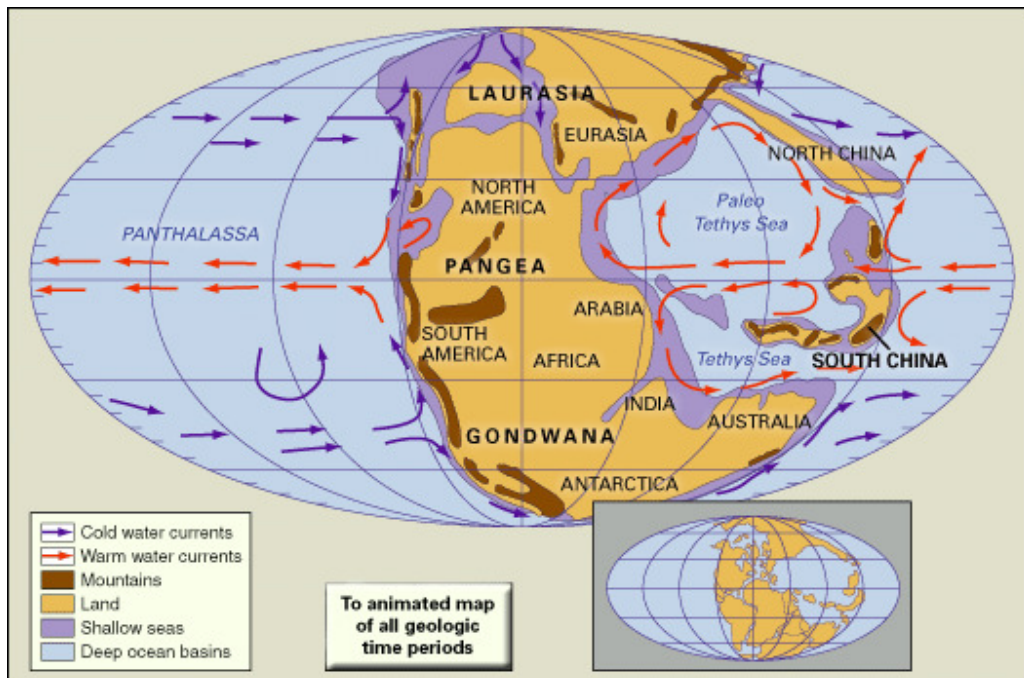 LAURASIA
EURASIA
NORTH CHINA
NORTH
AMERICA
Paleo
Tethys Sea
PANTHALASSA
PANGEA
ARABIA
SOUTH
AMERICA
AFRICA
Tethys Sea
SOUTH CHINA
INDIA
AUSTRALIA
GONDWANA
ANTARCTICA
Cold water currents
Warm water currents
Mountains
Land
Shallow seas
Deep ocean basins
To animated map
of all geologic
time periods